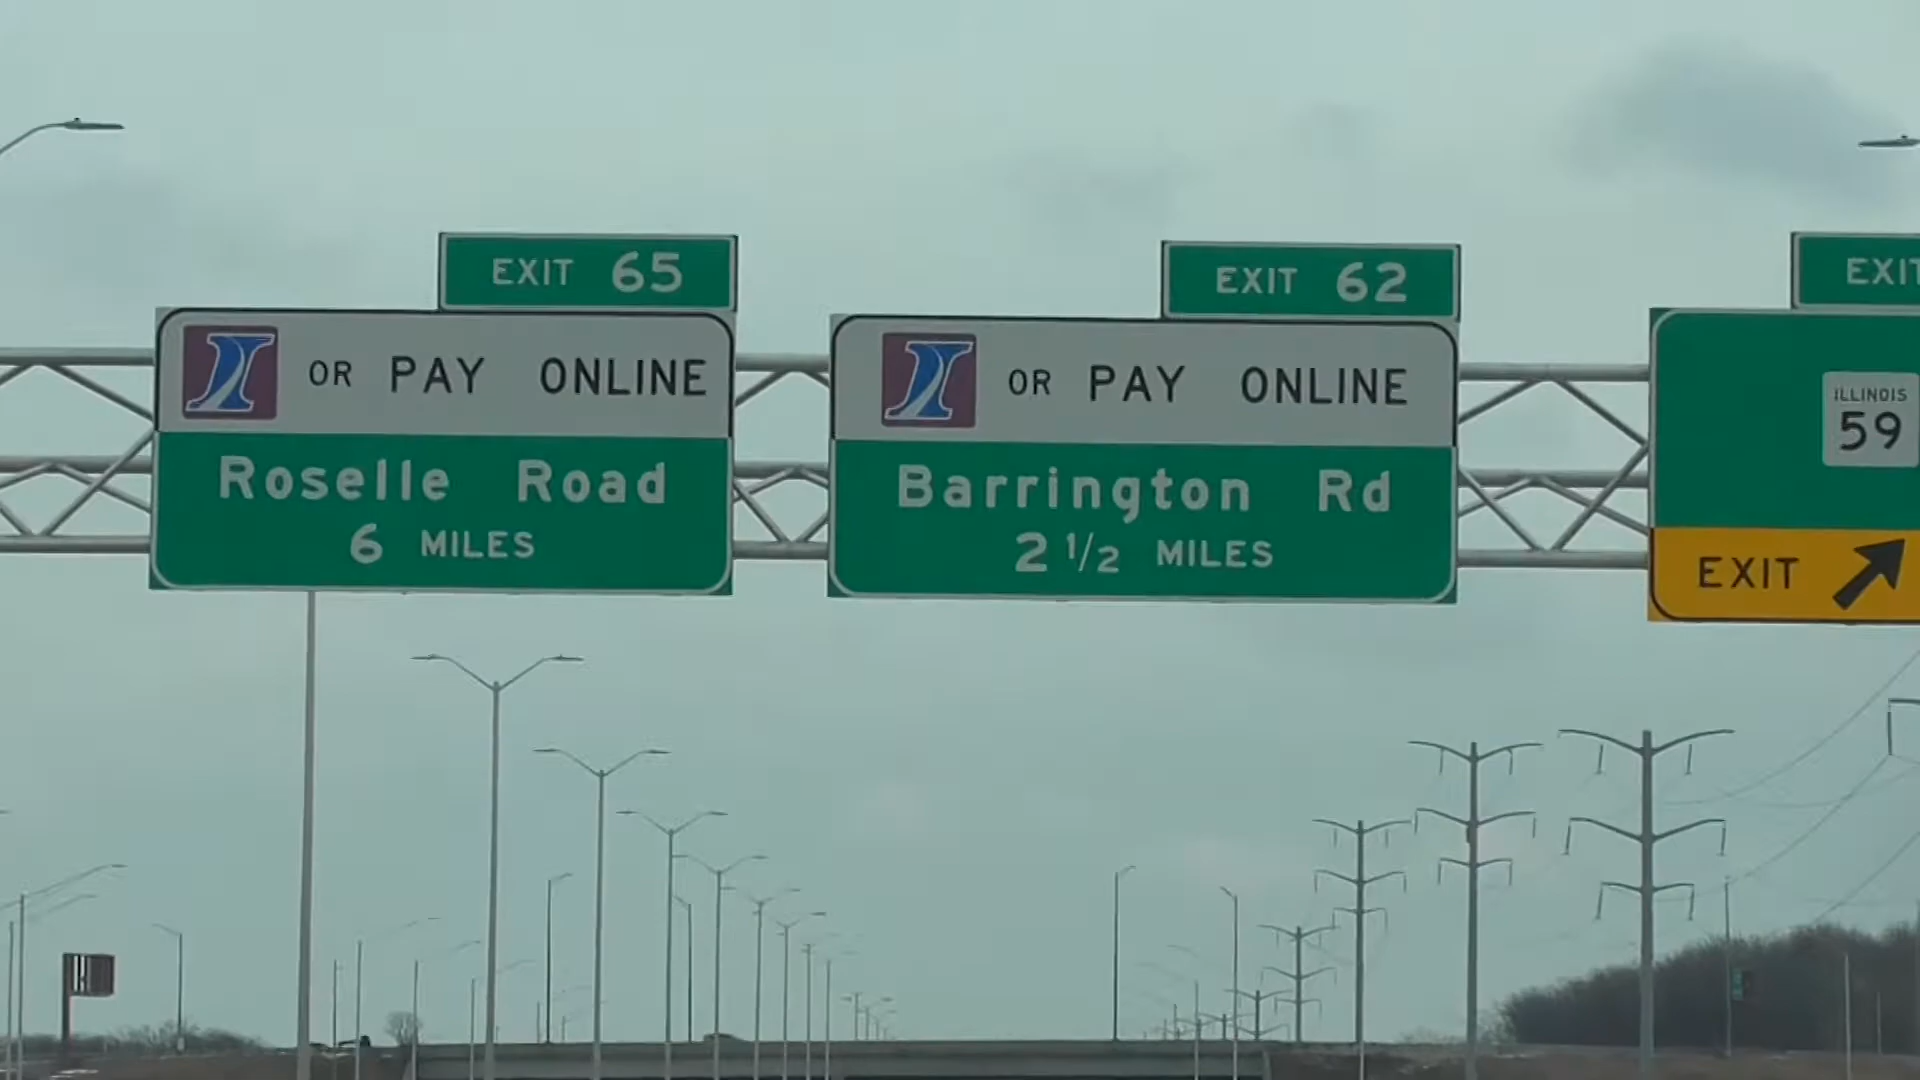 EXIT 65
I OR PAY ONLINE
Roselle Road
6 MILES
EXIT 62
I OR PAY ONLINE
Barrington Rd
2 1/2 MILES
EXIT
ILLINOIS
59
EXIT